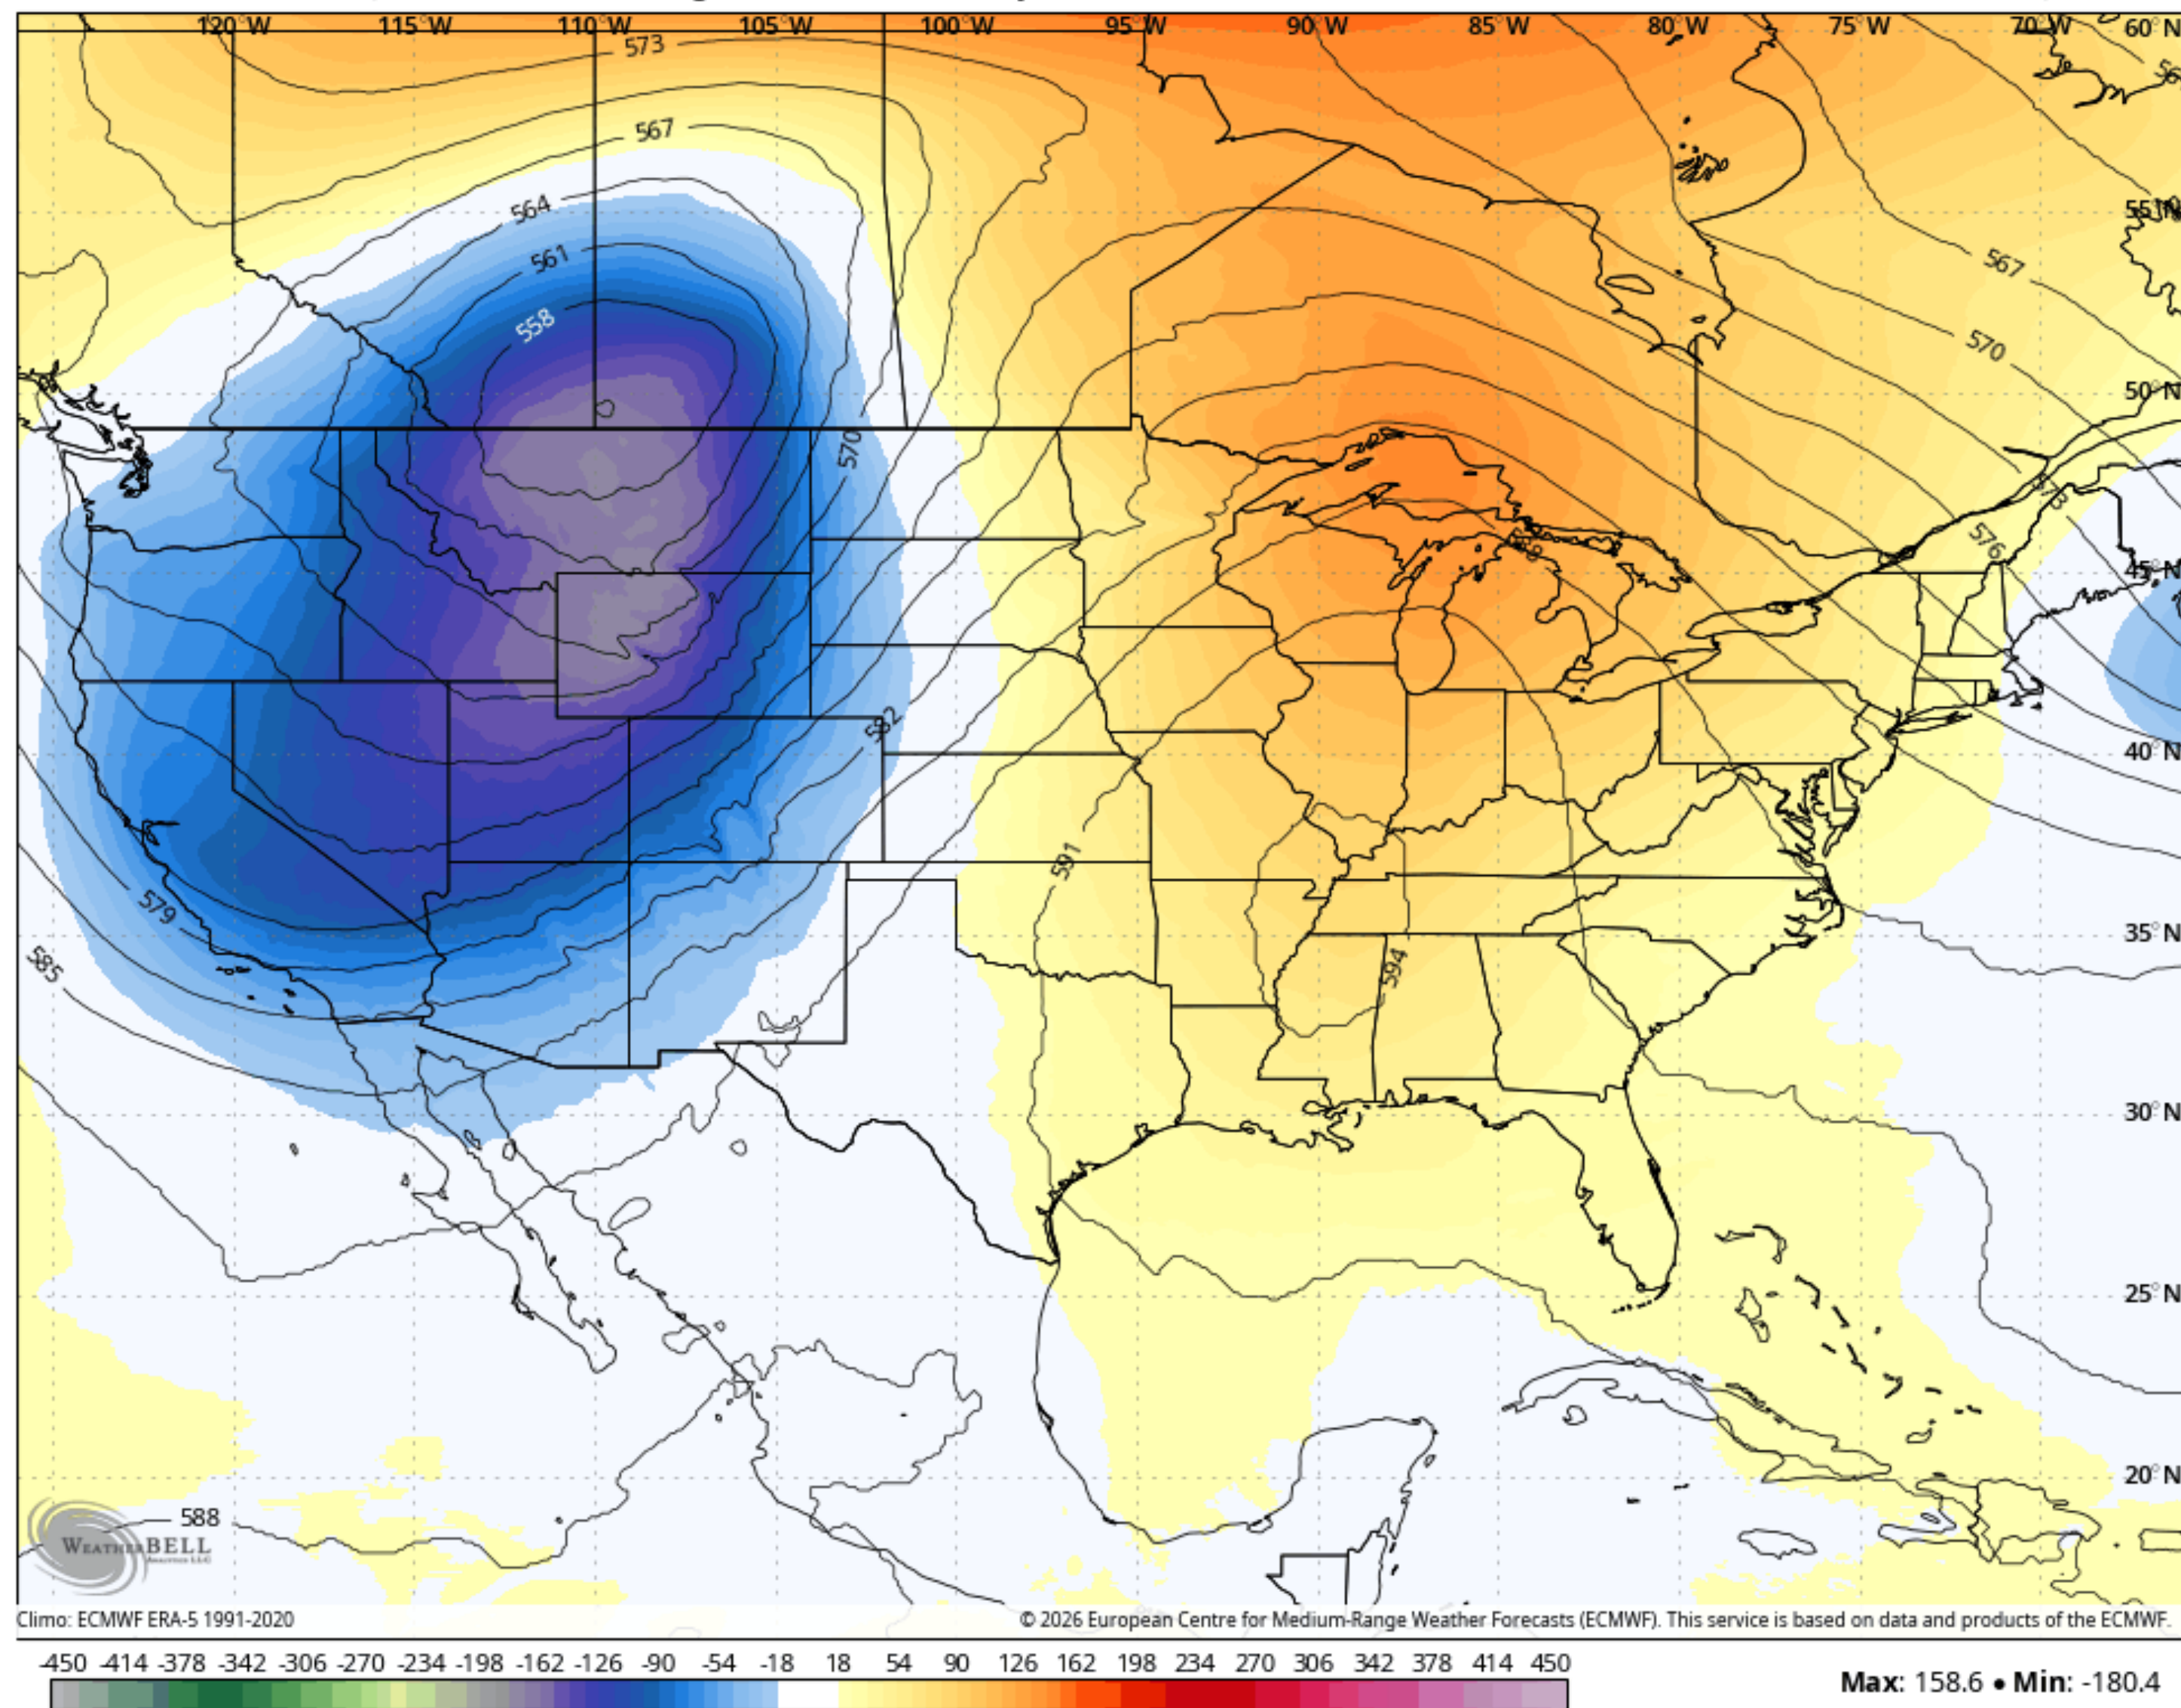 120°W 115°W 110°W 105°W 100°W 95°W 90°W 85°W 80°W 75°W 70°W 60°N
573
567
564
561
558
55°N
567
570
50°N
570
573
576
45°N
582
40°N
591
579
585
594
35°N
30°N
25°N
20°N
588
WEATHERBELL
ANALYTICS LLC
Climo: ECMWF ERA-5 1991-2020
© 2026 European Centre for Medium-Range Weather Forecasts (ECMWF). This service is based on data and products of the ECMWF.
-450 -414 -378 -342 -306 -270 -234 -198 -162 -126 -90 -54 -18 18 54 90 126 162 198 234 270 306 342 378 414 450
Max: 158.6 • Min: -180.4